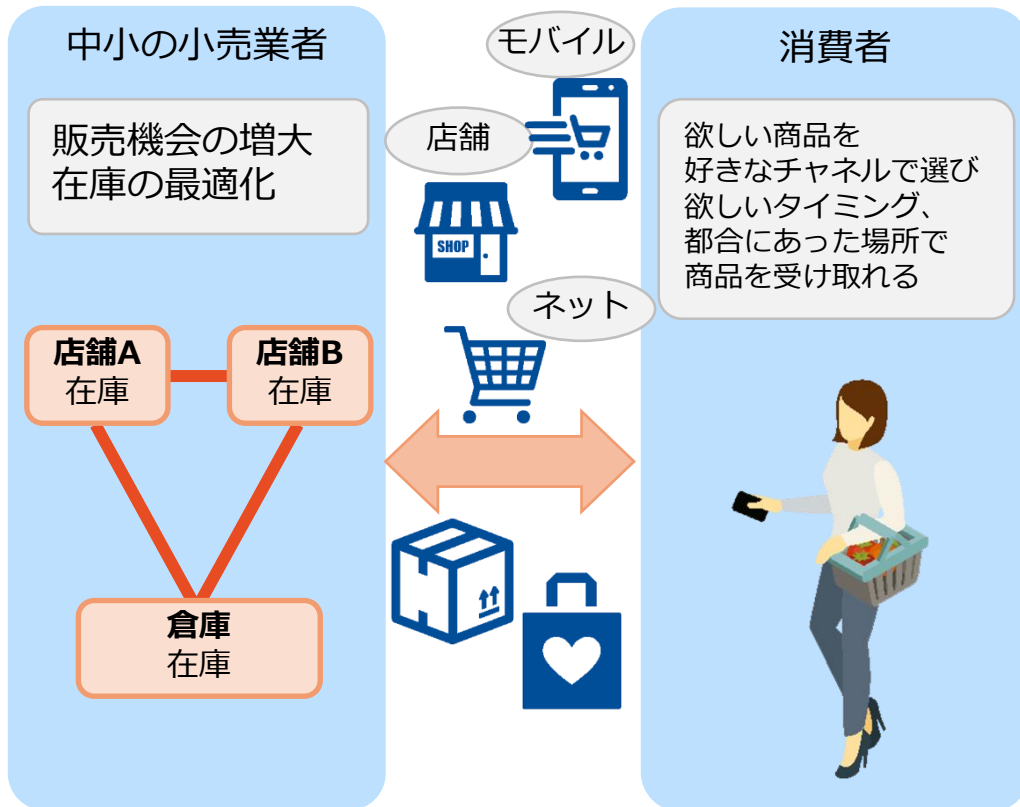 中小の小売業者
販売機会の増大
在庫の最適化
店舗A
在庫
店舗B
在庫
倉庫
在庫
モバイル
店舗
SHOP
ネット
消費者
欲しい商品を
好きなチャネルで選び
欲しいタイミング、
都合にあった場所で
商品を受け取れる